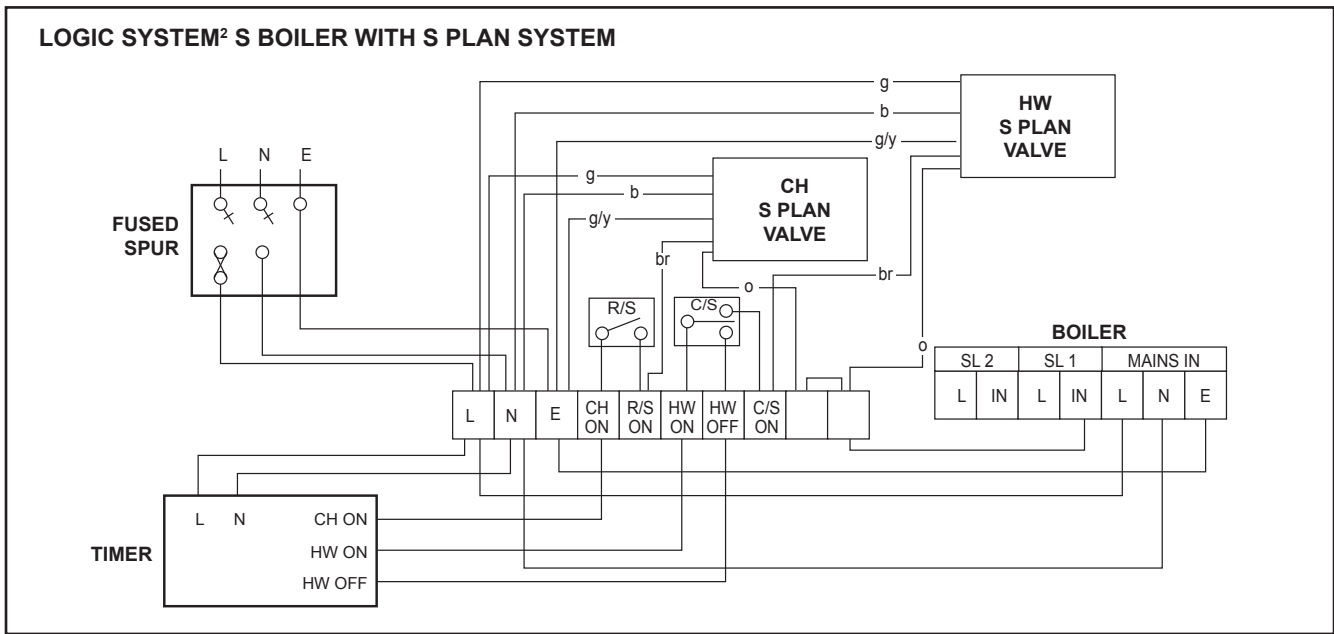 LOGIC SYSTEM² S BOILER WITH S PLAN SYSTEM
g
b
g/y
HW
S PLAN
VALVE
L N E
FUSED
SPUR
g
b
g/y
br
o
CH
S PLAN
VALVE
br
o
R/S
C/S
BOILER
SL 2 SL 1 MAINS IN
L IN L IN L N E
L N E CH ON R/S ON HW ON HW OFF C/S ON
TIMER
L N CH ON
HW ON
HW OFF